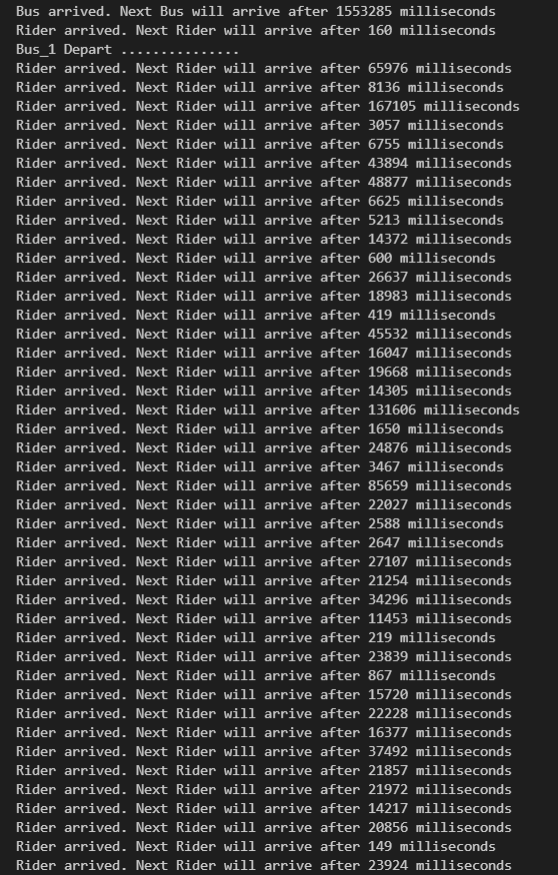 Bus arrived. Next Bus will arrive after 1553285 milliseconds
Rider arrived. Next Rider will arrive after 160 milliseconds
Bus_1 Depart ...............
Rider arrived. Next Rider will arrive after 65976 milliseconds
Rider arrived. Next Rider will arrive after 8136 milliseconds
Rider arrived. Next Rider will arrive after 167105 milliseconds
Rider arrived. Next Rider will arrive after 3057 milliseconds
Rider arrived. Next Rider will arrive after 6755 milliseconds
Rider arrived. Next Rider will arrive after 43894 milliseconds
Rider arrived. Next Rider will arrive after 48877 milliseconds
Rider arrived. Next Rider will arrive after 6625 milliseconds
Rider arrived. Next Rider will arrive after 5213 milliseconds
Rider arrived. Next Rider will arrive after 14372 milliseconds
Rider arrived. Next Rider will arrive after 600 milliseconds
Rider arrived. Next Rider will arrive after 26637 milliseconds
Rider arrived. Next Rider will arrive after 18983 milliseconds
Rider arrived. Next Rider will arrive after 419 milliseconds
Rider arrived. Next Rider will arrive after 45532 milliseconds
Rider arrived. Next Rider will arrive after 16047 milliseconds
Rider arrived. Next Rider will arrive after 19668 milliseconds
Rider arrived. Next Rider will arrive after 14305 milliseconds
Rider arrived. Next Rider will arrive after 131606 milliseconds
Rider arrived. Next Rider will arrive after 1650 milliseconds
Rider arrived. Next Rider will arrive after 24876 milliseconds
Rider arrived. Next Rider will arrive after 3467 milliseconds
Rider arrived. Next Rider will arrive after 85659 milliseconds
Rider arrived. Next Rider will arrive after 22027 milliseconds
Rider arrived. Next Rider will arrive after 2588 milliseconds
Rider arrived. Next Rider will arrive after 2647 milliseconds
Rider arrived. Next Rider will arrive after 27107 milliseconds
Rider arrived. Next Rider will arrive after 21254 milliseconds
Rider arrived. Next Rider will arrive after 34296 milliseconds
Rider arrived. Next Rider will arrive after 11453 milliseconds
Rider arrived. Next Rider will arrive after 219 milliseconds
Rider arrived. Next Rider will arrive after 23839 milliseconds
Rider arrived. Next Rider will arrive after 867 milliseconds
Rider arrived. Next Rider will arrive after 15720 milliseconds
Rider arrived. Next Rider will arrive after 22228 milliseconds
Rider arrived. Next Rider will arrive after 16377 milliseconds
Rider arrived. Next Rider will arrive after 37492 milliseconds
Rider arrived. Next Rider will arrive after 21857 milliseconds
Rider arrived. Next Rider will arrive after 21972 milliseconds
Rider arrived. Next Rider will arrive after 14217 milliseconds
Rider arrived. Next Rider will arrive after 20856 milliseconds
Rider arrived. Next Rider will arrive after 149 milliseconds
Rider arrived. Next Rider will arrive after 23924 milliseconds